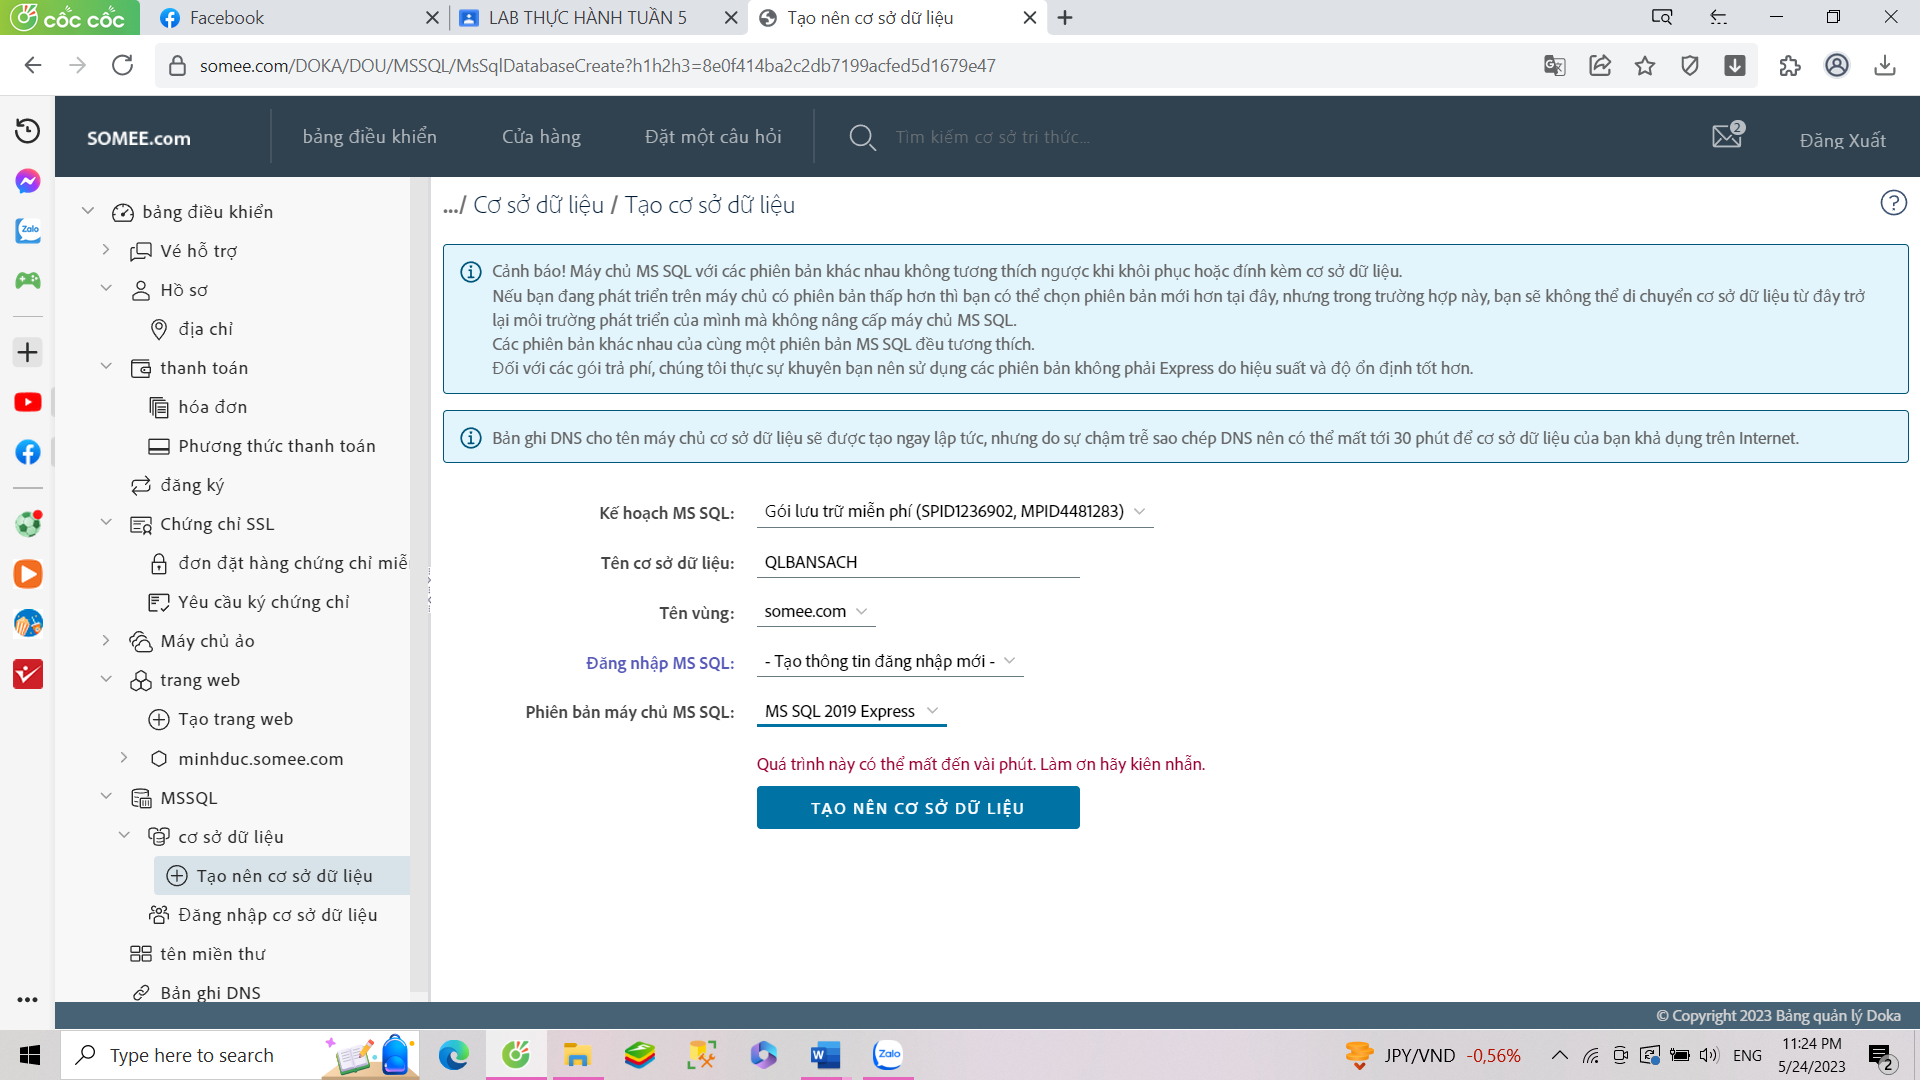 cốc cốc
Facebook
LAB THỰC HÀNH TUẦN 5
Tạo nên cơ sở dữ liệu
somee.com/DOKA/DOU/MSSQL/MsSqlDatabaseCreate?h1h2h3=8e0f414ba2c2db7199acfed5d1679e47
SOMEE.com
bảng điều khiển
Cửa hàng
Đặt một câu hỏi
Tìm kiếm cơ sở tri thức...
2
Đăng Xuất
bảng điều khiển
Vé hỗ trợ
Hồ sơ
địa chỉ
thanh toán
hóa đơn
Phương thức thanh toán
đăng ký
Chứng chỉ SSL
đơn đặt hàng chứng chỉ miễ
Yêu cầu ký chứng chỉ
Máy chủ ảo
trang web
Tạo trang web
minhduc.somee.com
MSSQL
cơ sở dữ liệu
Tạo nên cơ sở dữ liệu
Đăng nhập cơ sở dữ liệu
tên miền thư
Bản ghi DNS
.../ Cơ sở dữ liệu / Tạo cơ sở dữ liệu
Cảnh báo! Máy chủ MS SQL với các phiên bản khác nhau không tương thích ngược khi khôi phục hoặc đính kèm cơ sở dữ liệu.
Nếu bạn đang phát triển trên máy chủ có phiên bản thấp hơn thì bạn có thể chọn phiên bản mới hơn tại đây, nhưng trong trường hợp này, bạn sẽ không thể di chuyển cơ sở dữ liệu từ đây trở
lại môi trường phát triển của mình mà không nâng cấp máy chủ MS SQL.
Các phiên bản khác nhau của cùng một phiên bản MS SQL đều tương thích.
Đối với các gói trả phí, chúng tôi thực sự khuyên bạn nên sử dụng các phiên bản không phải Express do hiệu suất và độ ổn định tốt hơn.
Bản ghi DNS cho tên máy chủ cơ sở dữ liệu sẽ được tạo ngay lập tức, nhưng do sự chậm trễ sao chép DNS nên có thể mất tới 30 phút để cơ sở dữ liệu của bạn khả dụng trên Internet.
Kế hoạch MS SQL: Gói lưu trữ miễn phí (SPID1236902, MPID4481283)
Tên cơ sở dữ liệu: QLBANSACH
Tên vùng: somee.com
Đăng nhập MS SQL: - Tạo thông tin đăng nhập mới -
Phiên bản máy chủ MS SQL: MS SQL 2019 Express
Quá trình này có thể mất đến vài phút. Làm ơn hãy kiên nhẫn.
TẠO NÊN CƠ SỞ DỮ LIỆU
© Copyright 2023 Bảng quản lý Doka
Type here to search
Zalo
JPY/VND -0,56%
ENG
11:24 PM
5/24/2023
2